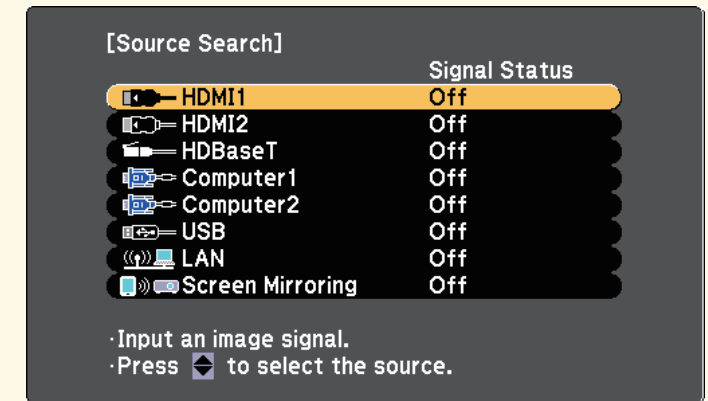 [Source Search]
Signal Status
HDMI1 Off
HDMI2 Off
HDBaseT Off
Computer1 Off
Computer2 Off
USB Off
LAN Off
Screen Mirroring Off
·Input an image signal.
·Press to select the source.